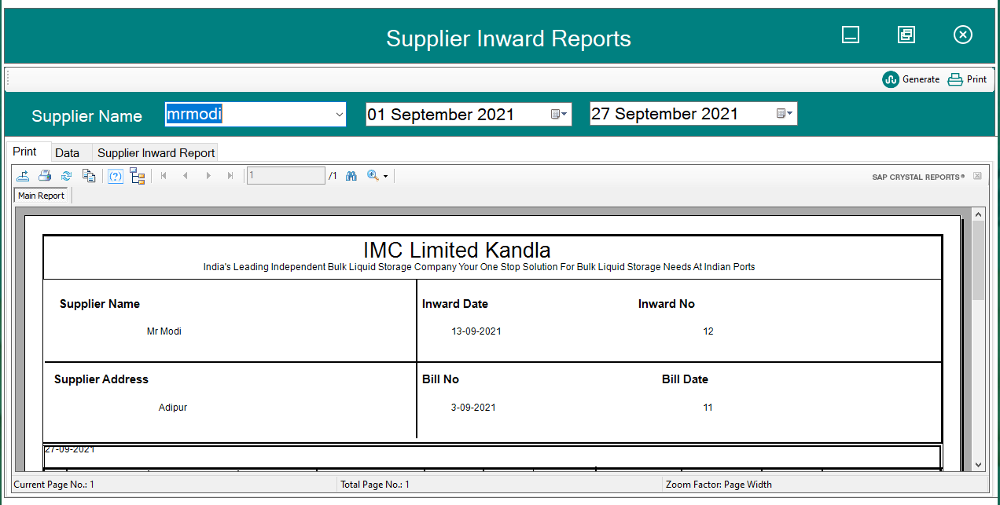 Supplier Inward Reports
Generate Print
Supplier Name mrmodi 01 September 2021 27 September 2021
Print Data Supplier Inward Report
1 /1 SAP CRYSTAL REPORTS®
Main Report
IMC Limited Kandla
India's Leading Independent Bulk Liquid Storage Company Your One Stop Solution For Bulk Liquid Storage Needs At Indian Ports
Supplier Name Inward Date Inward No
Mr Modi 13-09-2021 12
Supplier Address Bill No Bill Date
Adipur 3-09-2021 11
27-09-2021
Current Page No.: 1 Total Page No.: 1 Zoom Factor: Page Width